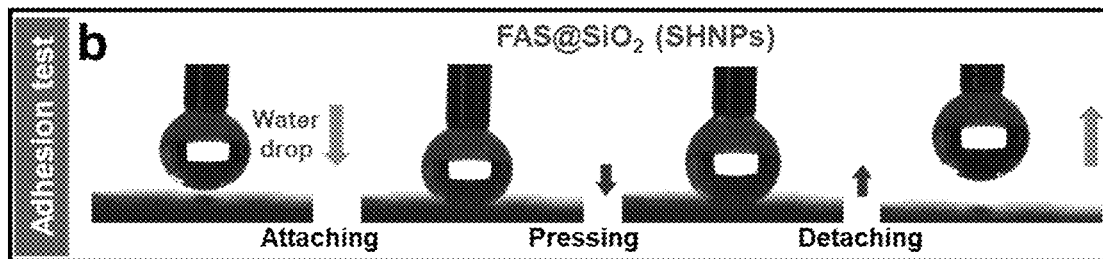 Adhesion test
b
FAS@SiO₂ (SHNPs)
Water
drop
Attaching
Pressing
Detaching